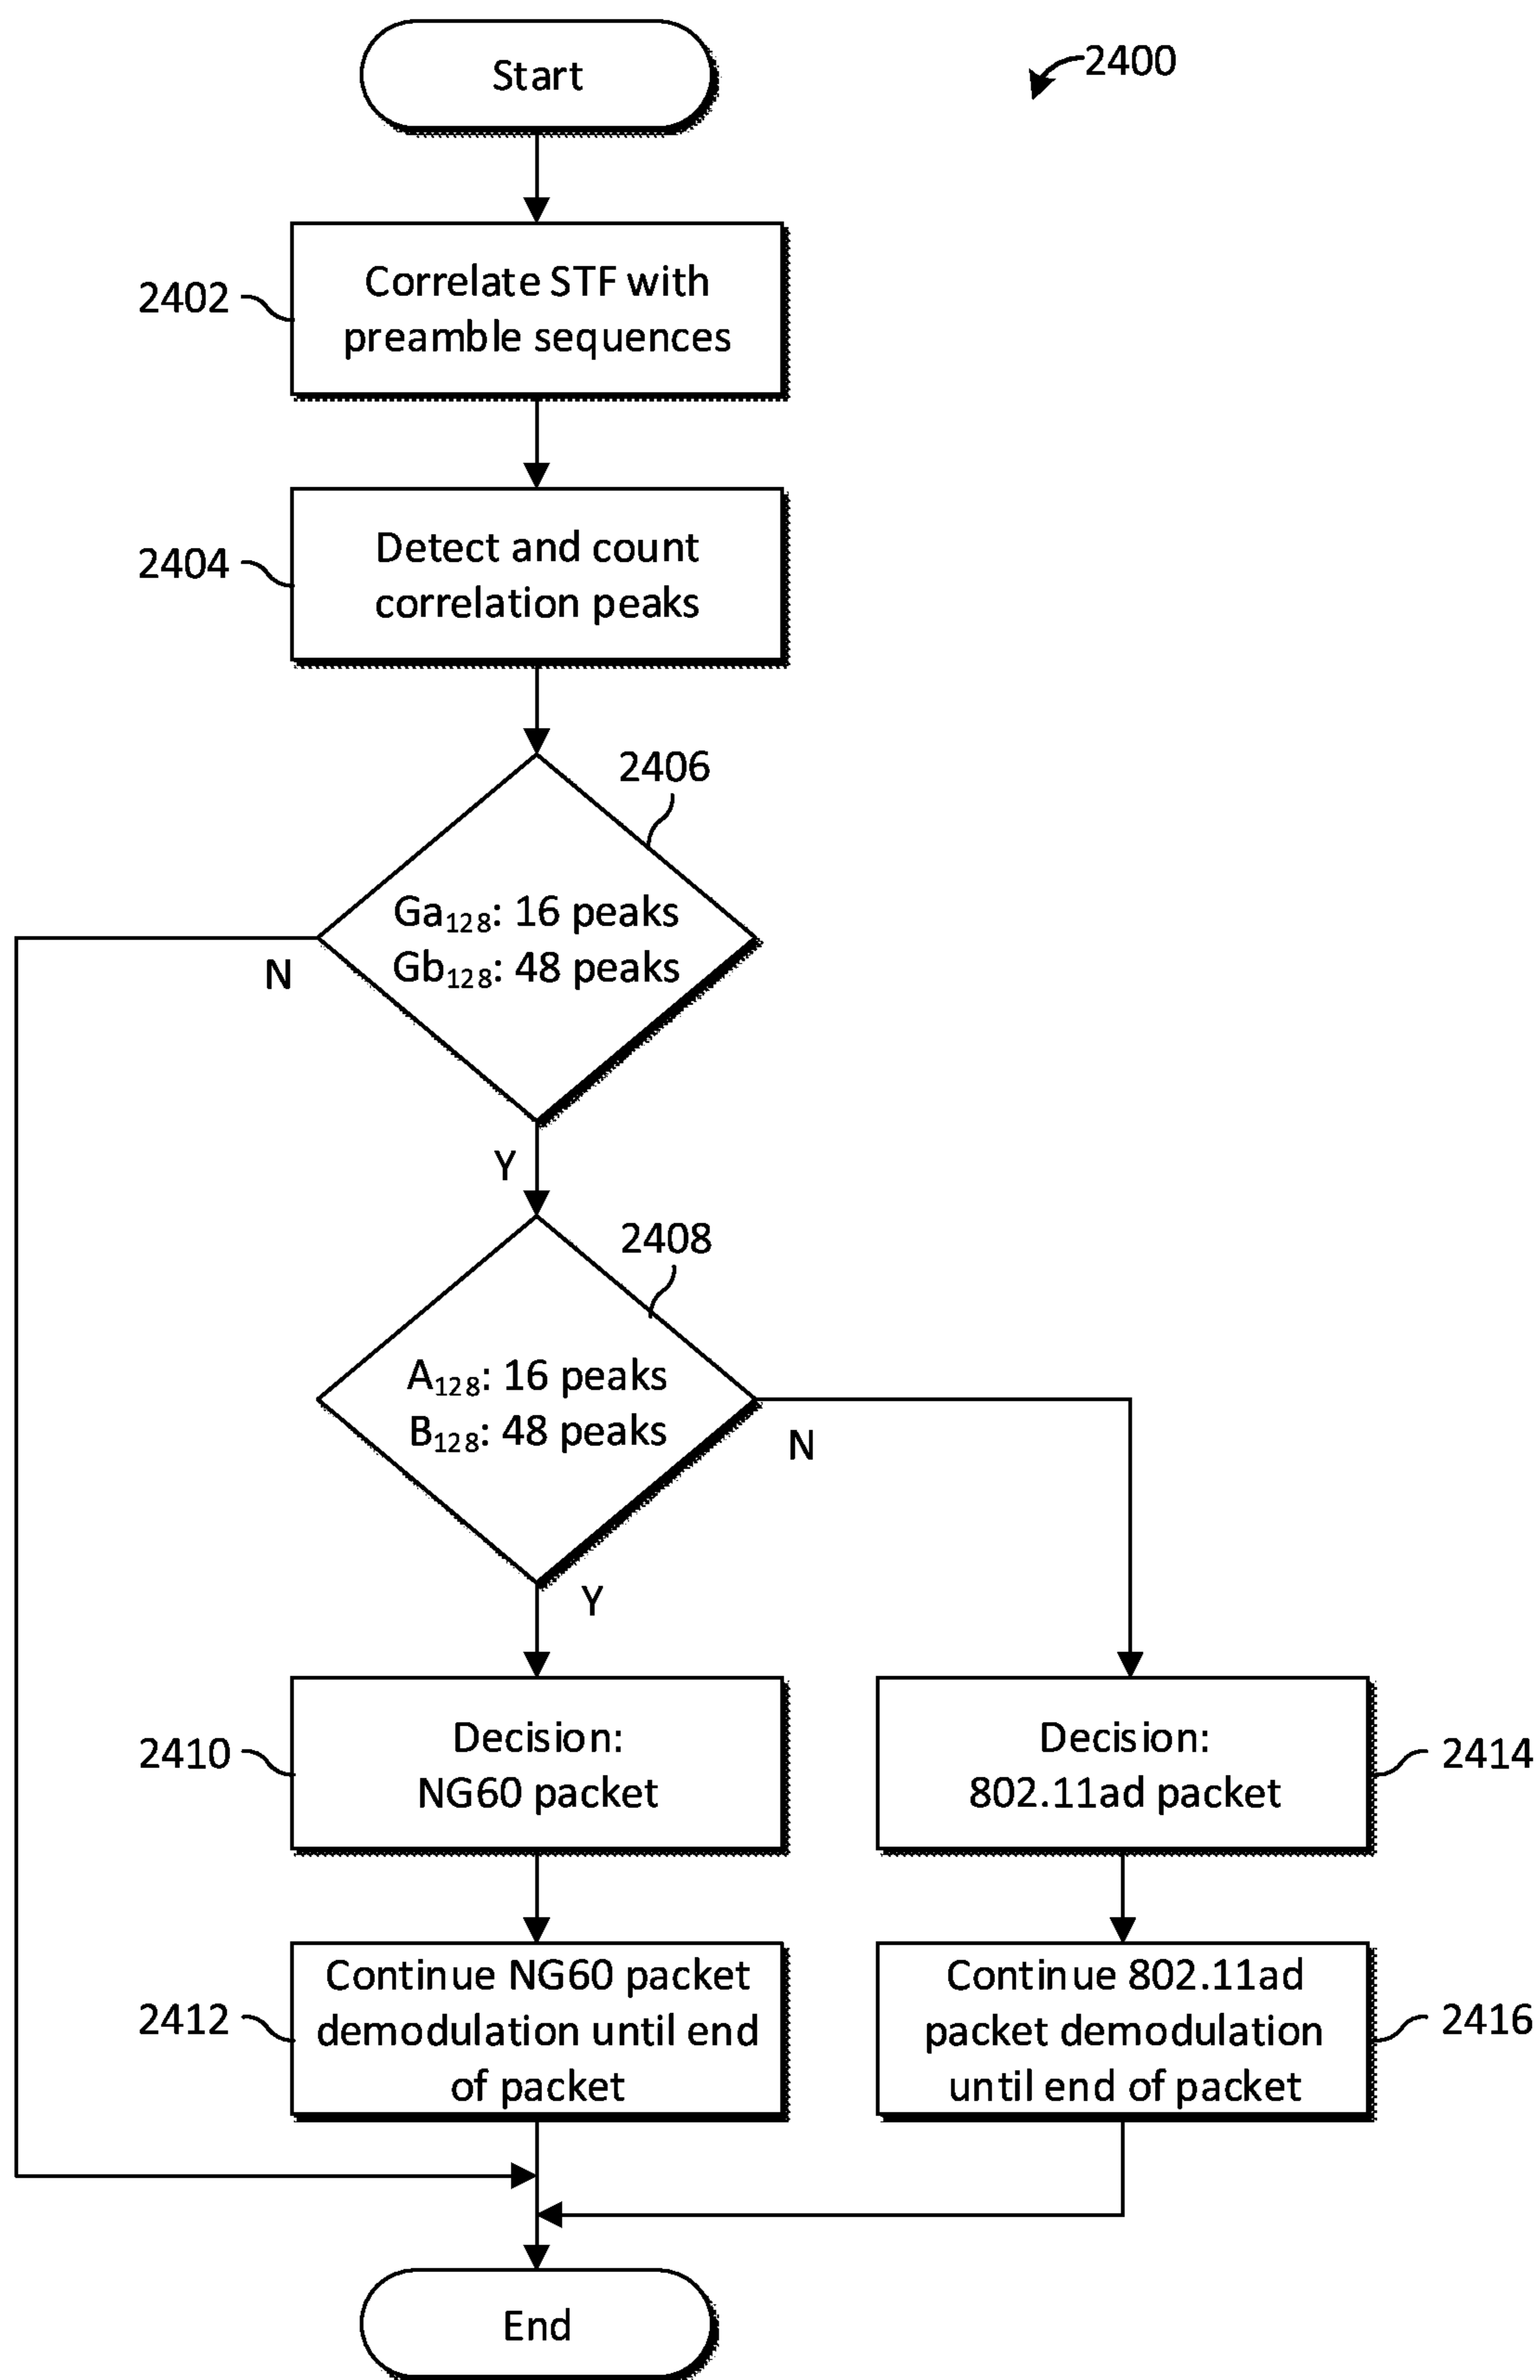 Start
2400
2402
Correlate STF with
preamble sequences
2404
Detect and count
correlation peaks
2406
Ga128: 16 peaks
Gb128: 48 peaks
N
Y
2408
A128: 16 peaks
B128: 48 peaks
N
Y
2410
Decision:
NG60 packet
Decision:
802.11ad packet
2414
2412
Continue NG60 packet
demodulation until end
of packet
Continue 802.11ad
packet demodulation
until end of packet
2416
End